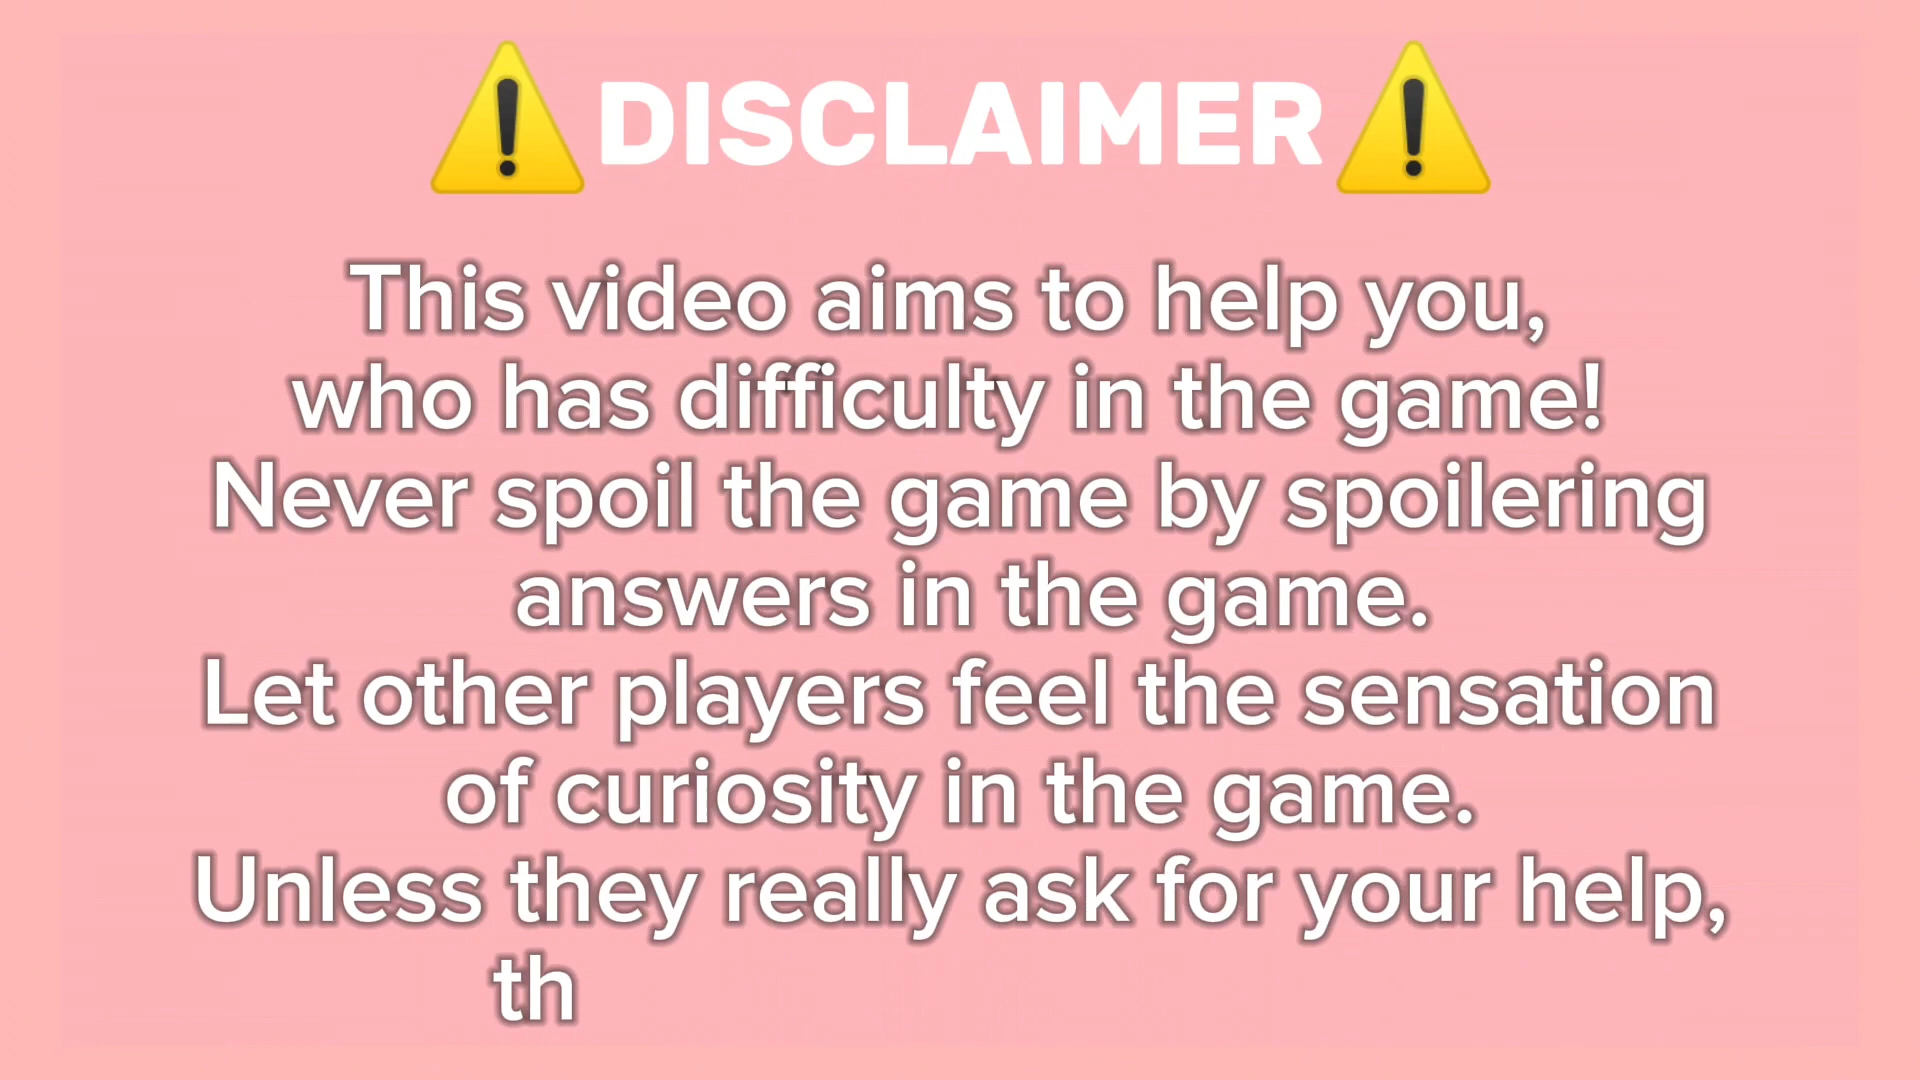 ⚠️DISCLAIMER⚠️
This video aims to help you,
who has difficulty in the game!
Never spoil the game by spoilering
answers in the game.
Let other players feel the sensation
of curiosity in the game.
Unless they really ask for your help,
th